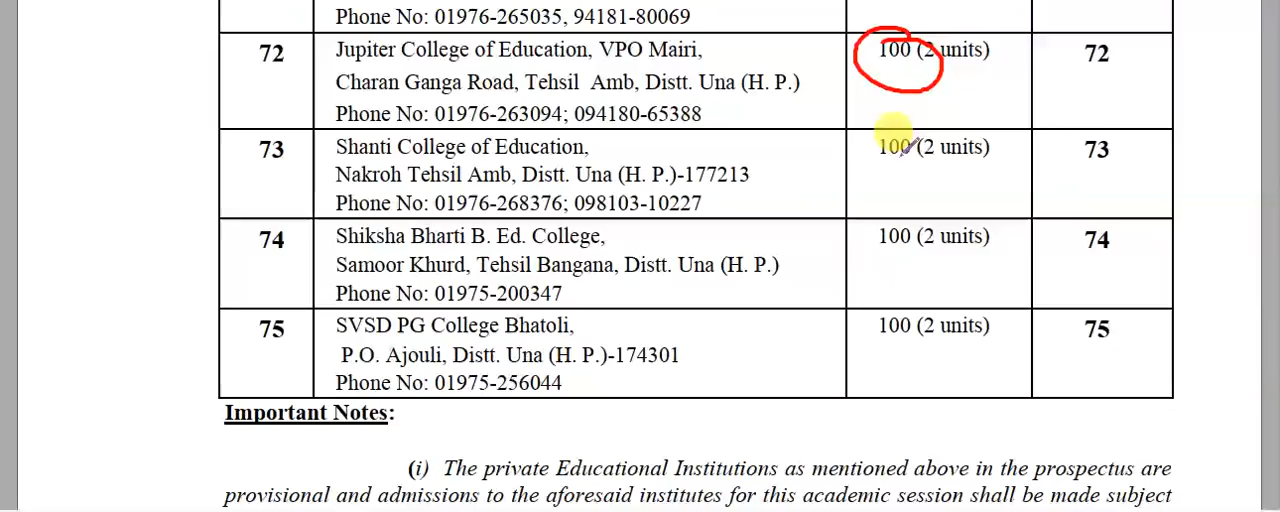 Phone No: 01976-265035, 94181-80069
72 Jupiter College of Education, VPO Mairi, 100 (2 units) 72
Charan Ganga Road, Tehsil Amb, Distt. Una (H. P.)
Phone No: 01976-263094; 094180-65388
73 Shanti College of Education, 100 (2 units) 73
Nakroh Tehsil Amb, Distt. Una (H. P.)-177213
Phone No: 01976-268376; 098103-10227
74 Shiksha Bharti B. Ed. College, 100 (2 units) 74
Samoor Khurd, Tehsil Bangana, Distt. Una (H. P.)
Phone No: 01975-200347
75 SVSD PG College Bhatoli, 100 (2 units) 75
P.O. Ajouli, Distt. Una (H. P.)-174301
Phone No: 01975-256044
Important Notes:
(i) The private Educational Institutions as mentioned above in the prospectus are
provisional and admissions to the aforesaid institutes for this academic session shall be made subject